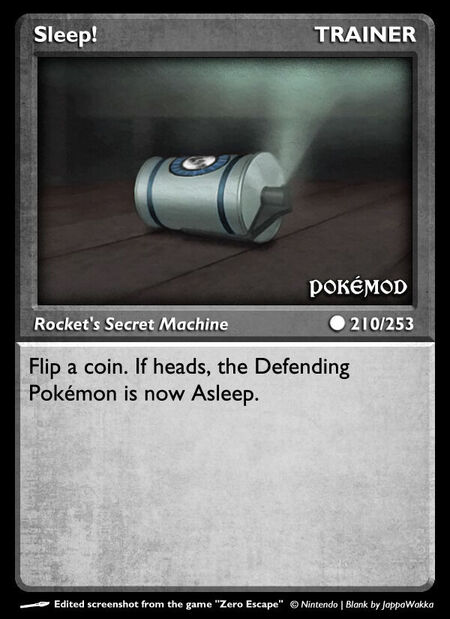 Sleep! TRAINER
POKÉMOD
Rocket's Secret Machine 210/253
Flip a coin. If heads, the Defending
Pokémon is now Asleep.
Edited screenshot from the game "Zero Escape" © Nintendo | Blank by JappaWakka